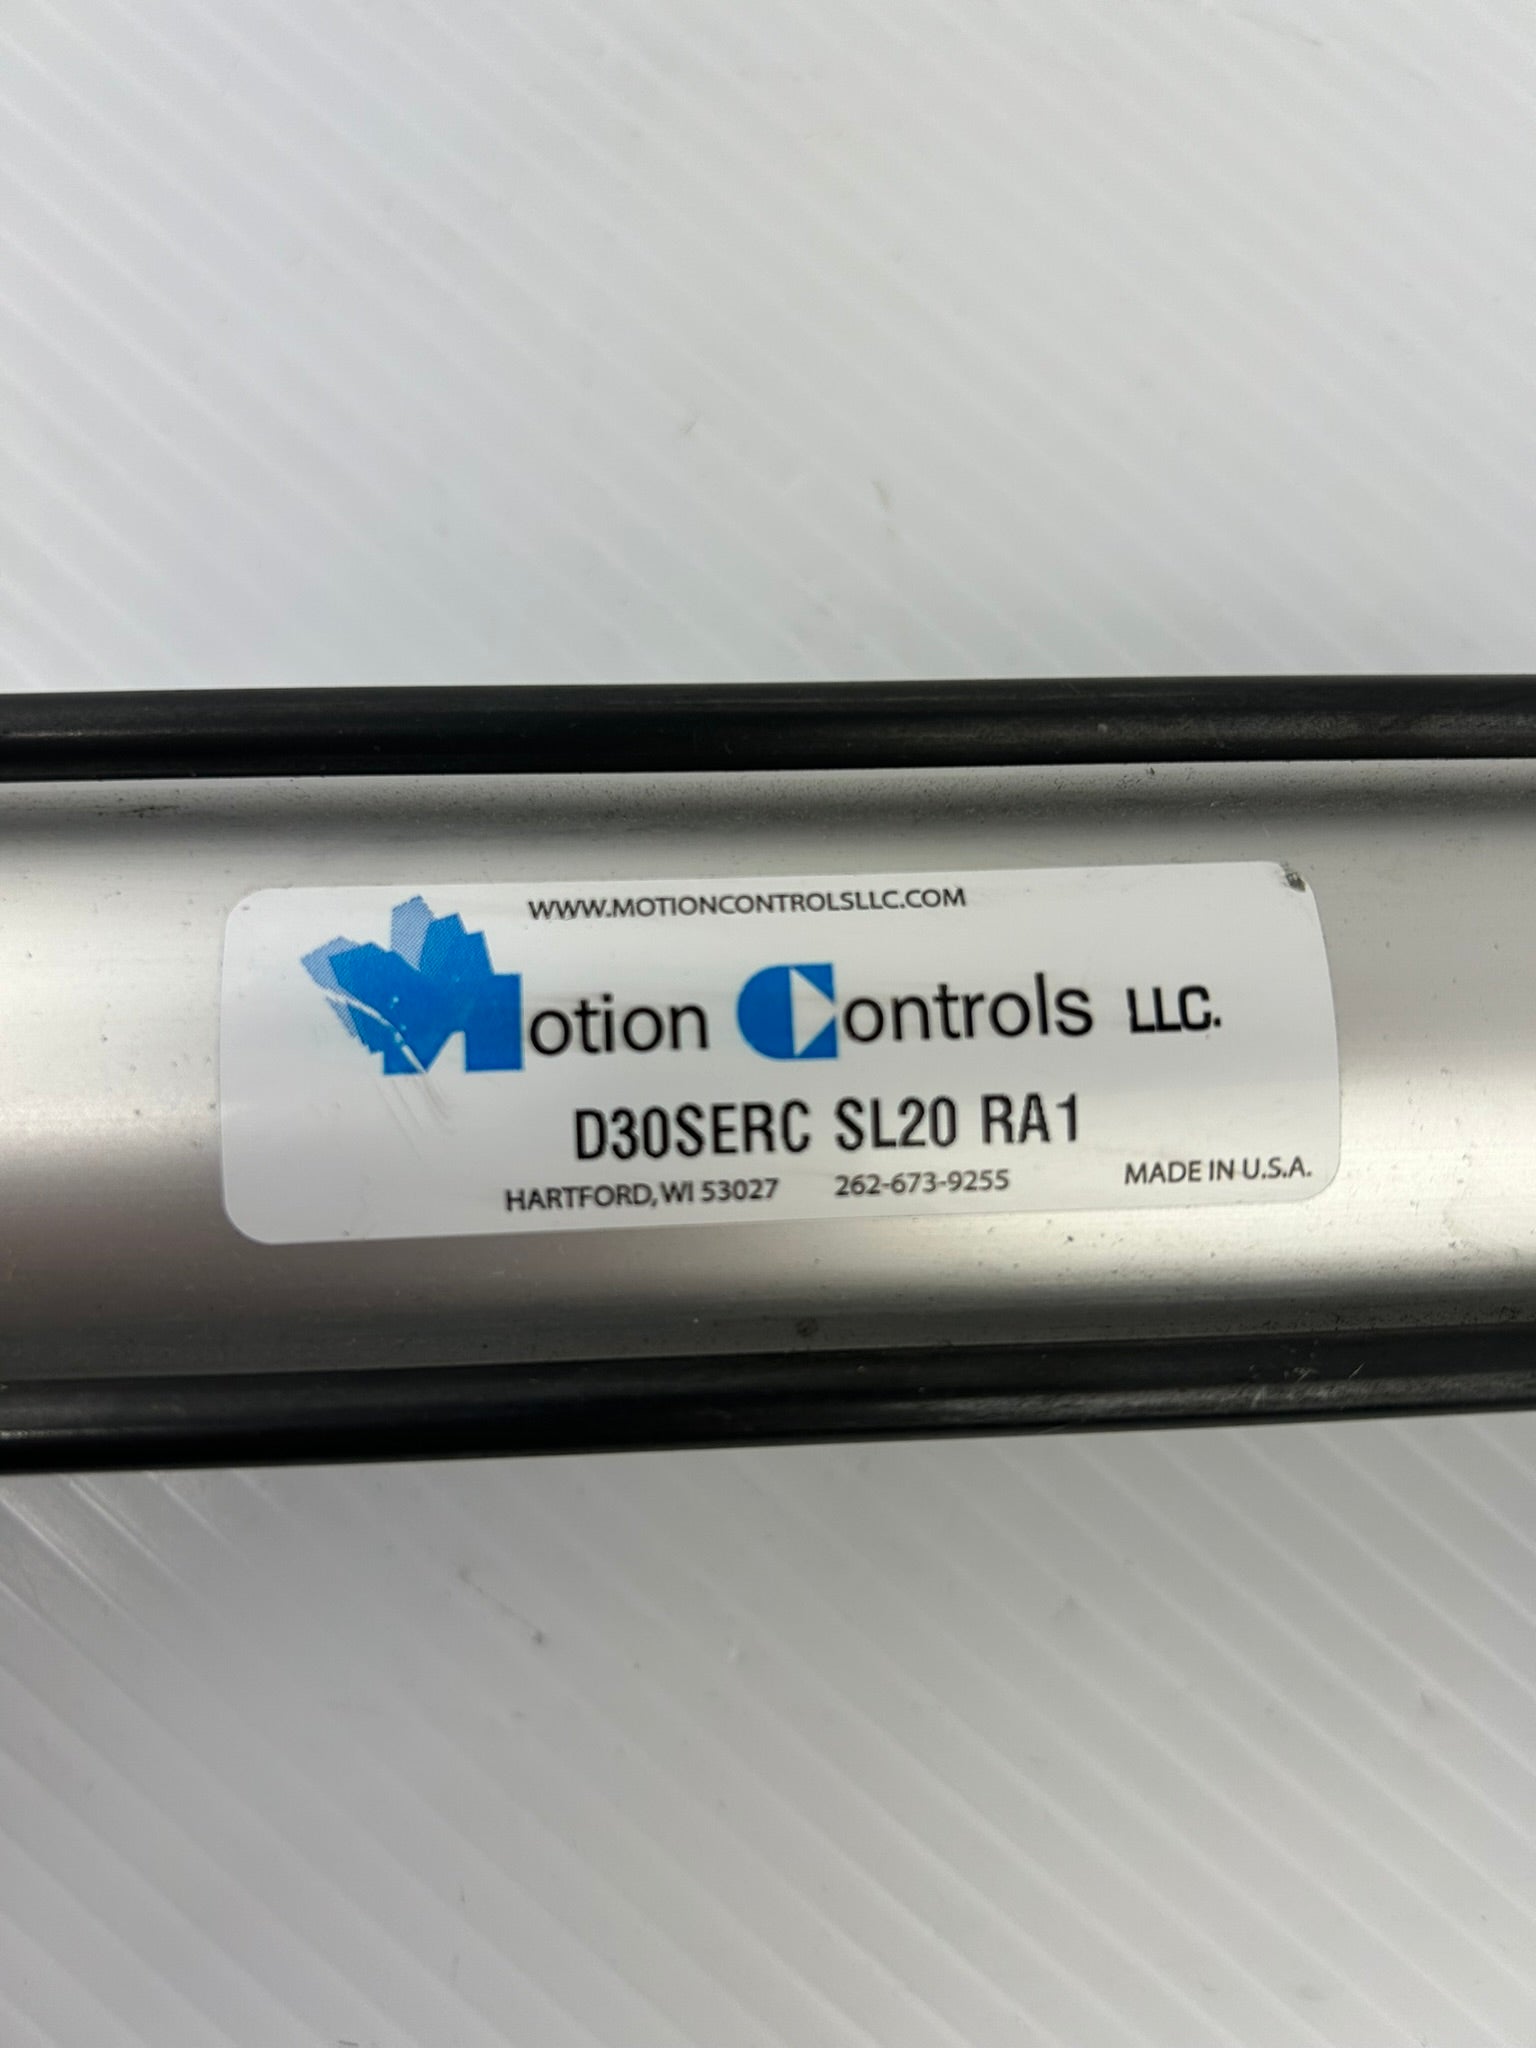 WWW.MOTIONCONTROLSLLC.COM
Motion Controls LLC.
D30SERC SL20 RA1
HARTFORD, WI 53027 262-673-9255 MADE IN U.S.A.